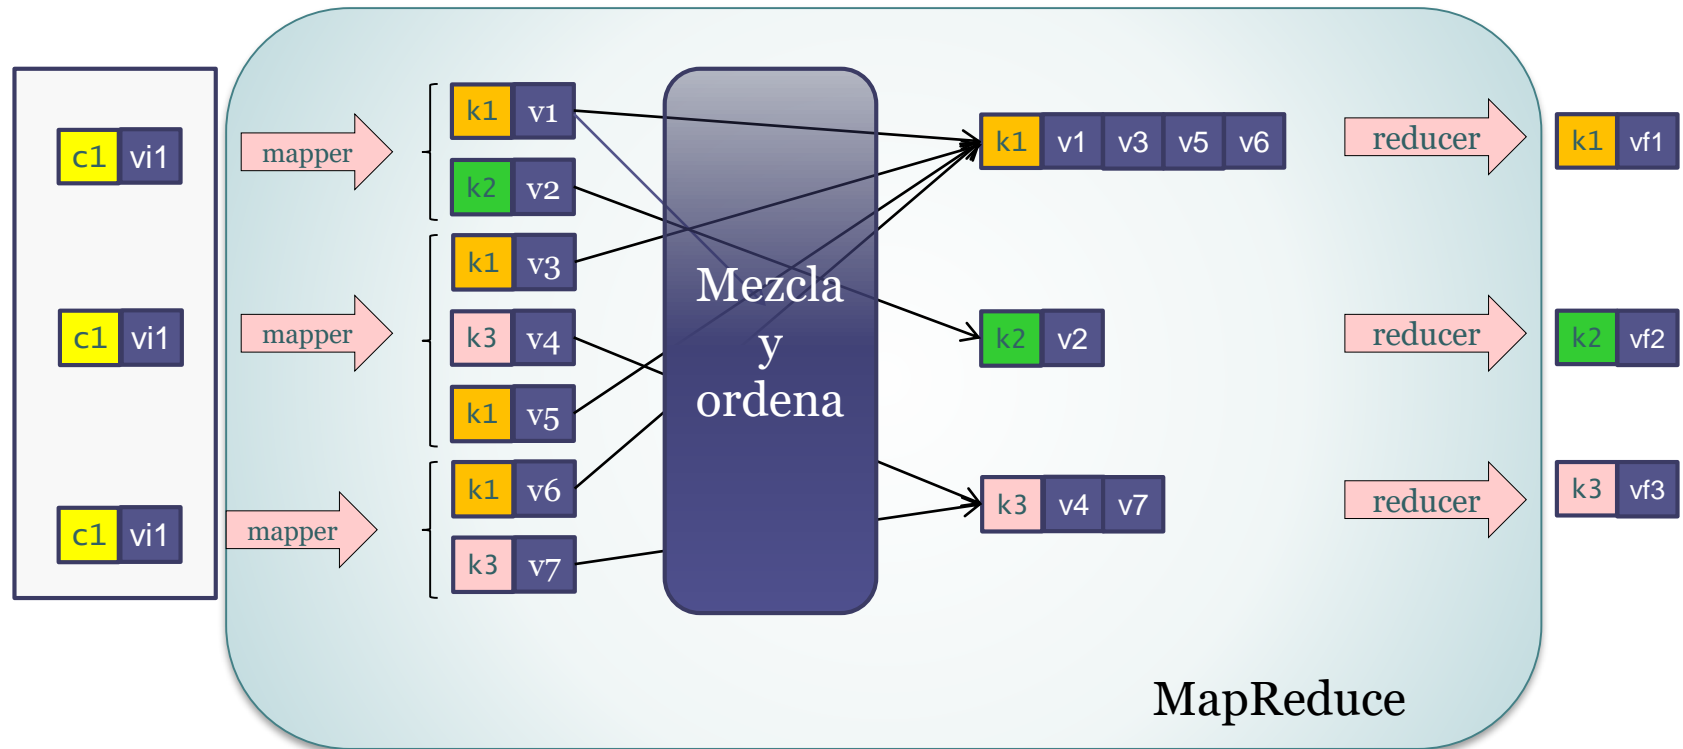 c1 vi1
c1 vi1
c1 vi1
mapper
mapper
mapper
k1 v1
k2 v2
k1 v3
k3 v4
k1 v5
k1 v6
k3 v7
Mezcla
y
ordena
k1 v1 v3 v5 v6
k2 v2
k3 v4 v7
reducer
reducer
reducer
k1 vf1
k2 vf2
k3 vf3
MapReduce